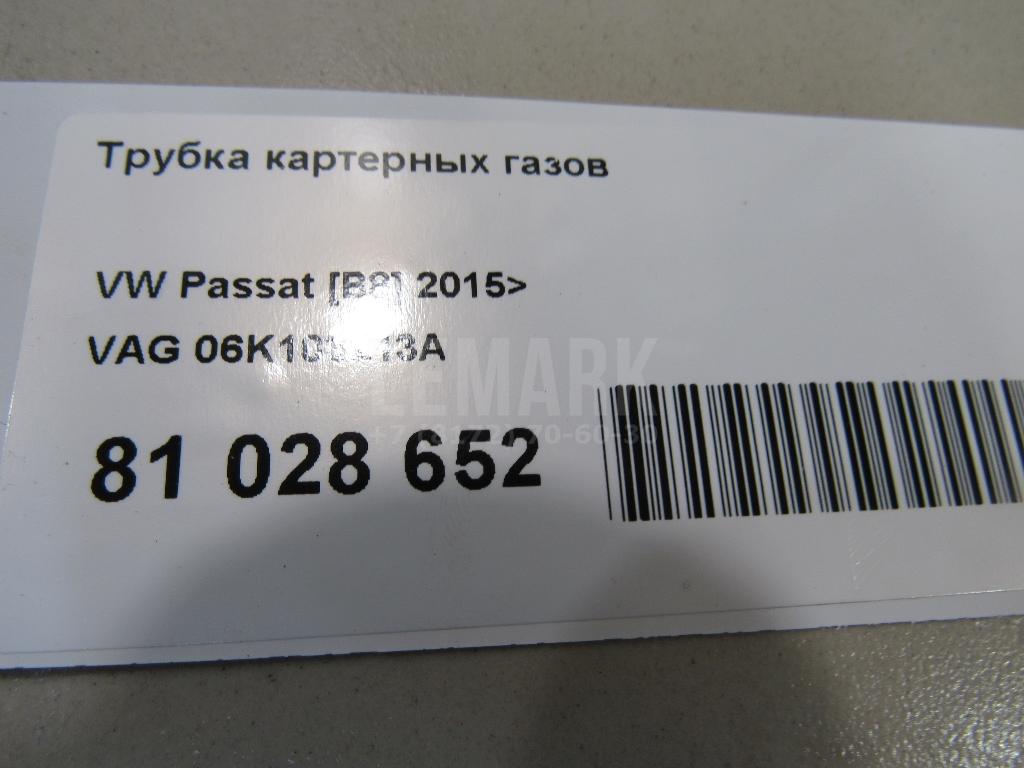 Трубка картерных газов
VW Passat [B8] 2015>
VAG
81 028 652
LEMARK